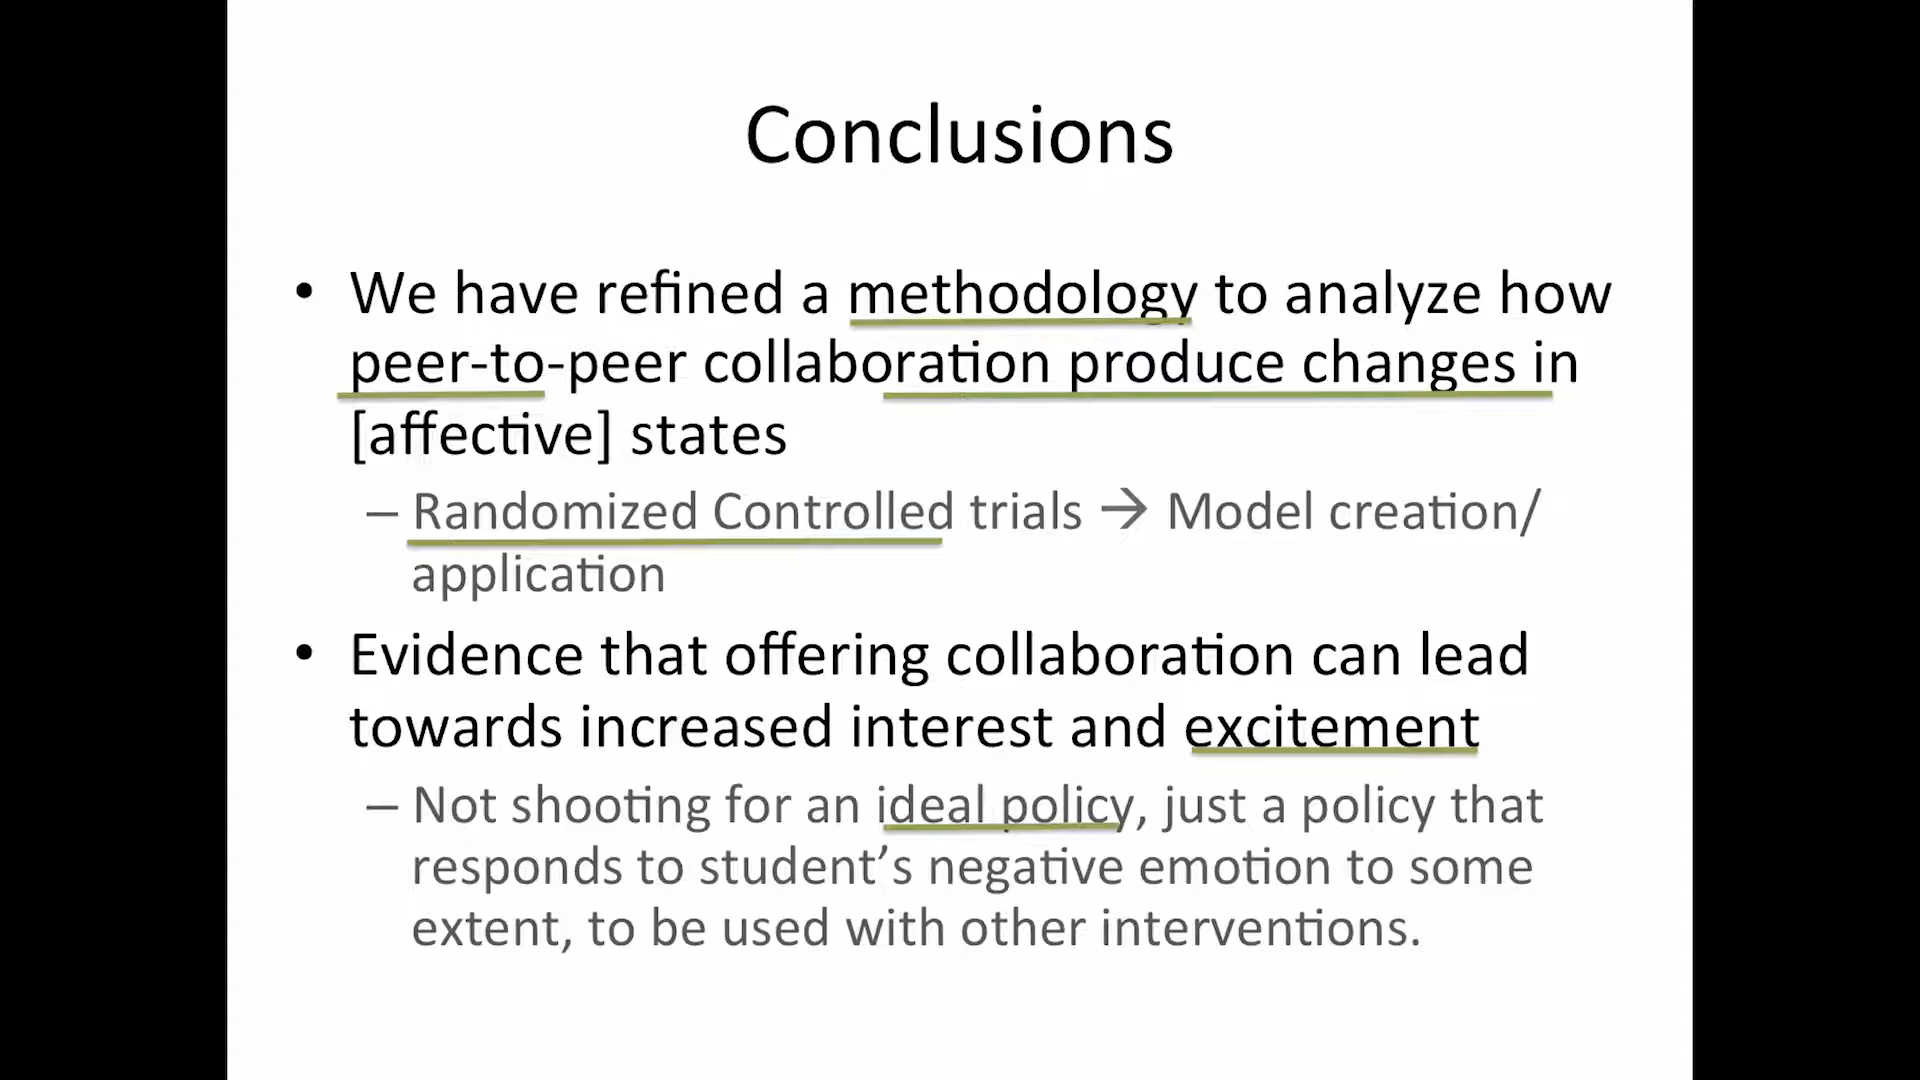 Conclusions
• We have refined a methodology to analyze how
peer-to-peer collaboration produce changes in
[affective] states
– Randomized Controlled trials → Model creation/
application
• Evidence that offering collaboration can lead
towards increased interest and excitement
– Not shooting for an ideal policy, just a policy that
responds to student’s negative emotion to some
extent, to be used with other interventions.